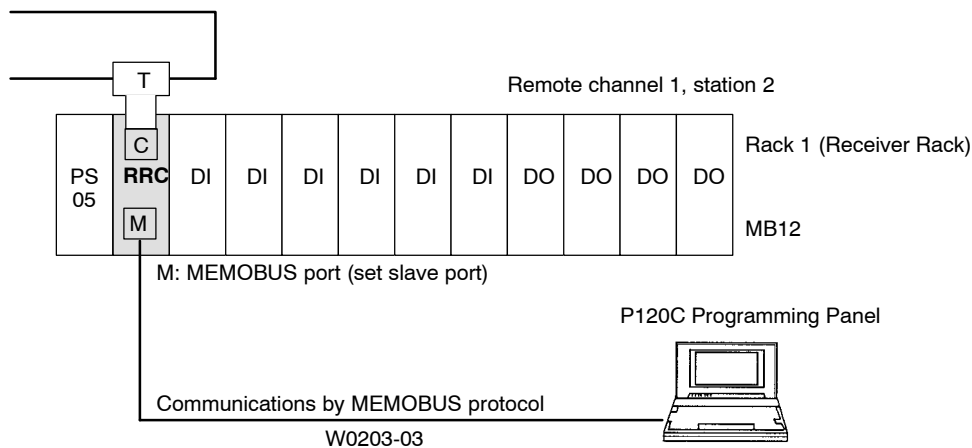 T
Remote channel 1, station 2
C
Rack 1 (Receiver Rack)
PS
05
RRC
DI
DI
DI
DI
DI
DI
DO
DO
DO
DO
M
MB12
M: MEMOBUS port (set slave port)
P120C Programming Panel
Communications by MEMOBUS protocol
W0203-03